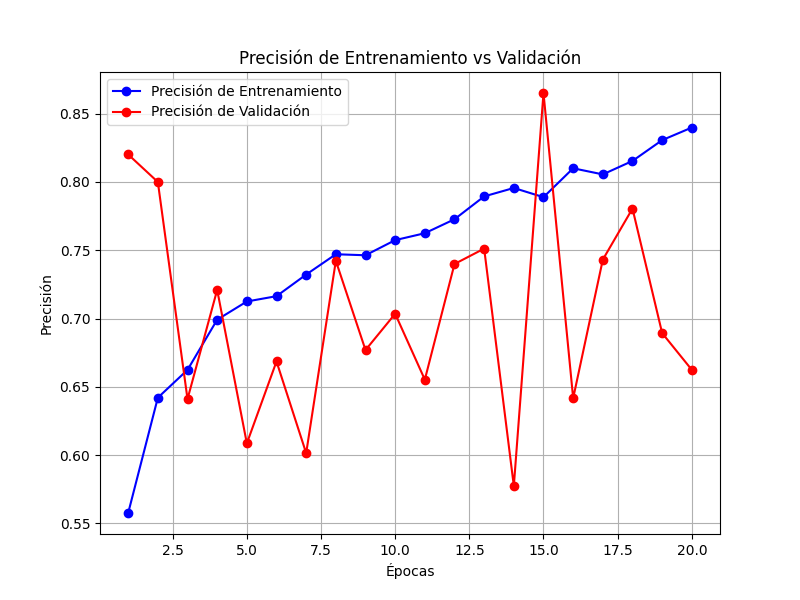 Precisión de Entrenamiento vs Validación
Precisión de Entrenamiento
Precisión de Validación
0.85
0.80
0.75
0.70
0.65
0.60
0.55
Precisión
2.5 5.0 7.5 10.0 12.5 15.0 17.5 20.0
Épocas